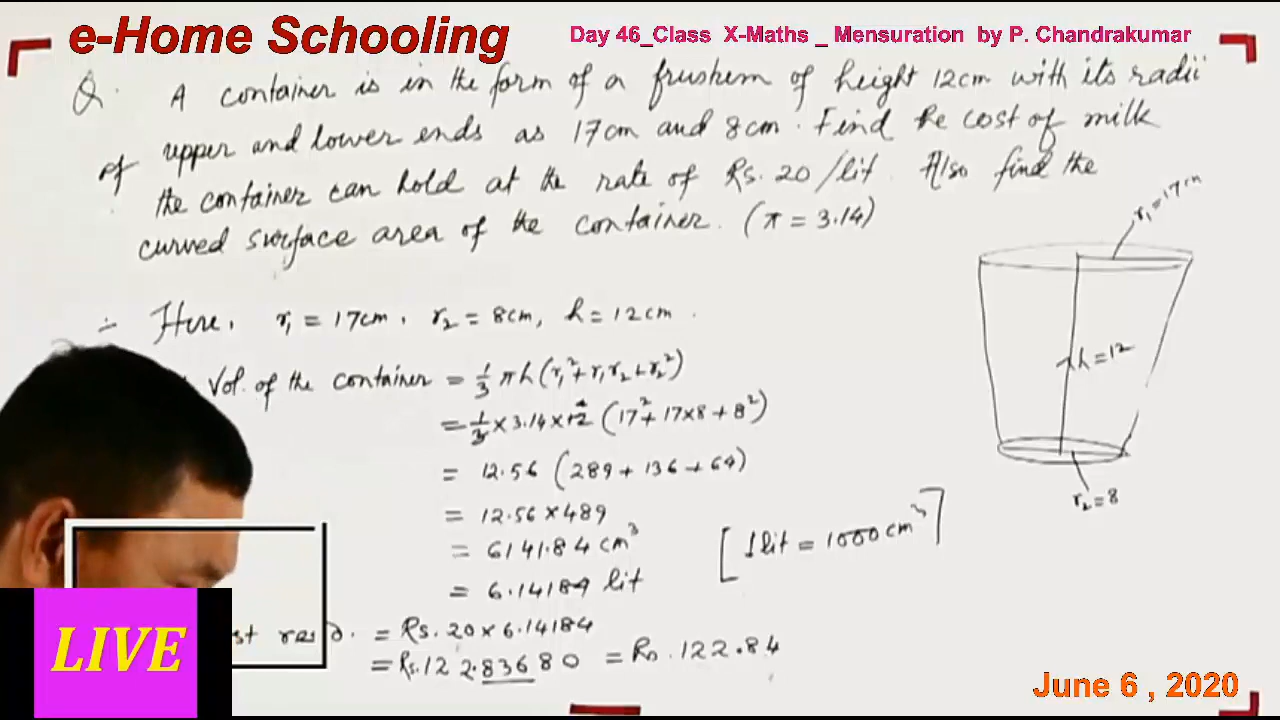 e-Home Schooling
Day 46_Class X-Maths _ Mensuration by P. Chandrakumar
Q. A container is in the form of a frustum of height 12cm with its radii
of upper and lower ends as 17cm and 8cm. Find the cost of milk
the container can hold at the rate of Rs. 20/lit. Also find the
curved surface area of the container. (π = 3.14)
r₁ = 17cm
h = 12
r₂ = 8
Here, r₁ = 17cm, r₂ = 8cm, h = 12cm.
Vol. of the container = 1/3 πh(r₁² + r₁r₂ + r₂²)
= 1/3 × 3.14 × 12 (17² + 17×8 + 8²)
= 12.56 (289 + 136 + 64)
= 12.56 × 489
= 6141.84 cm³
= 6.14184 lit
[1 lit = 1000 cm³]
= Rs. 20 × 6.14184
= Rs. 122.83680 = Rs. 122.84
LIVE
June 6 , 2020